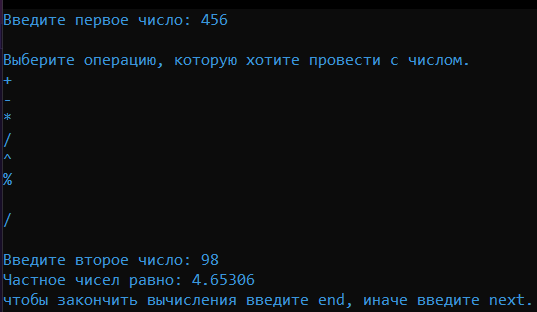 Введите первое число: 456
Выберите операцию, которую хотите провести с числом.
+
-
*
/
^
%
/
Введите второе число: 98
Частное чисел равно: 4.65306
чтобы закончить вычисления введите end, иначе введите next.